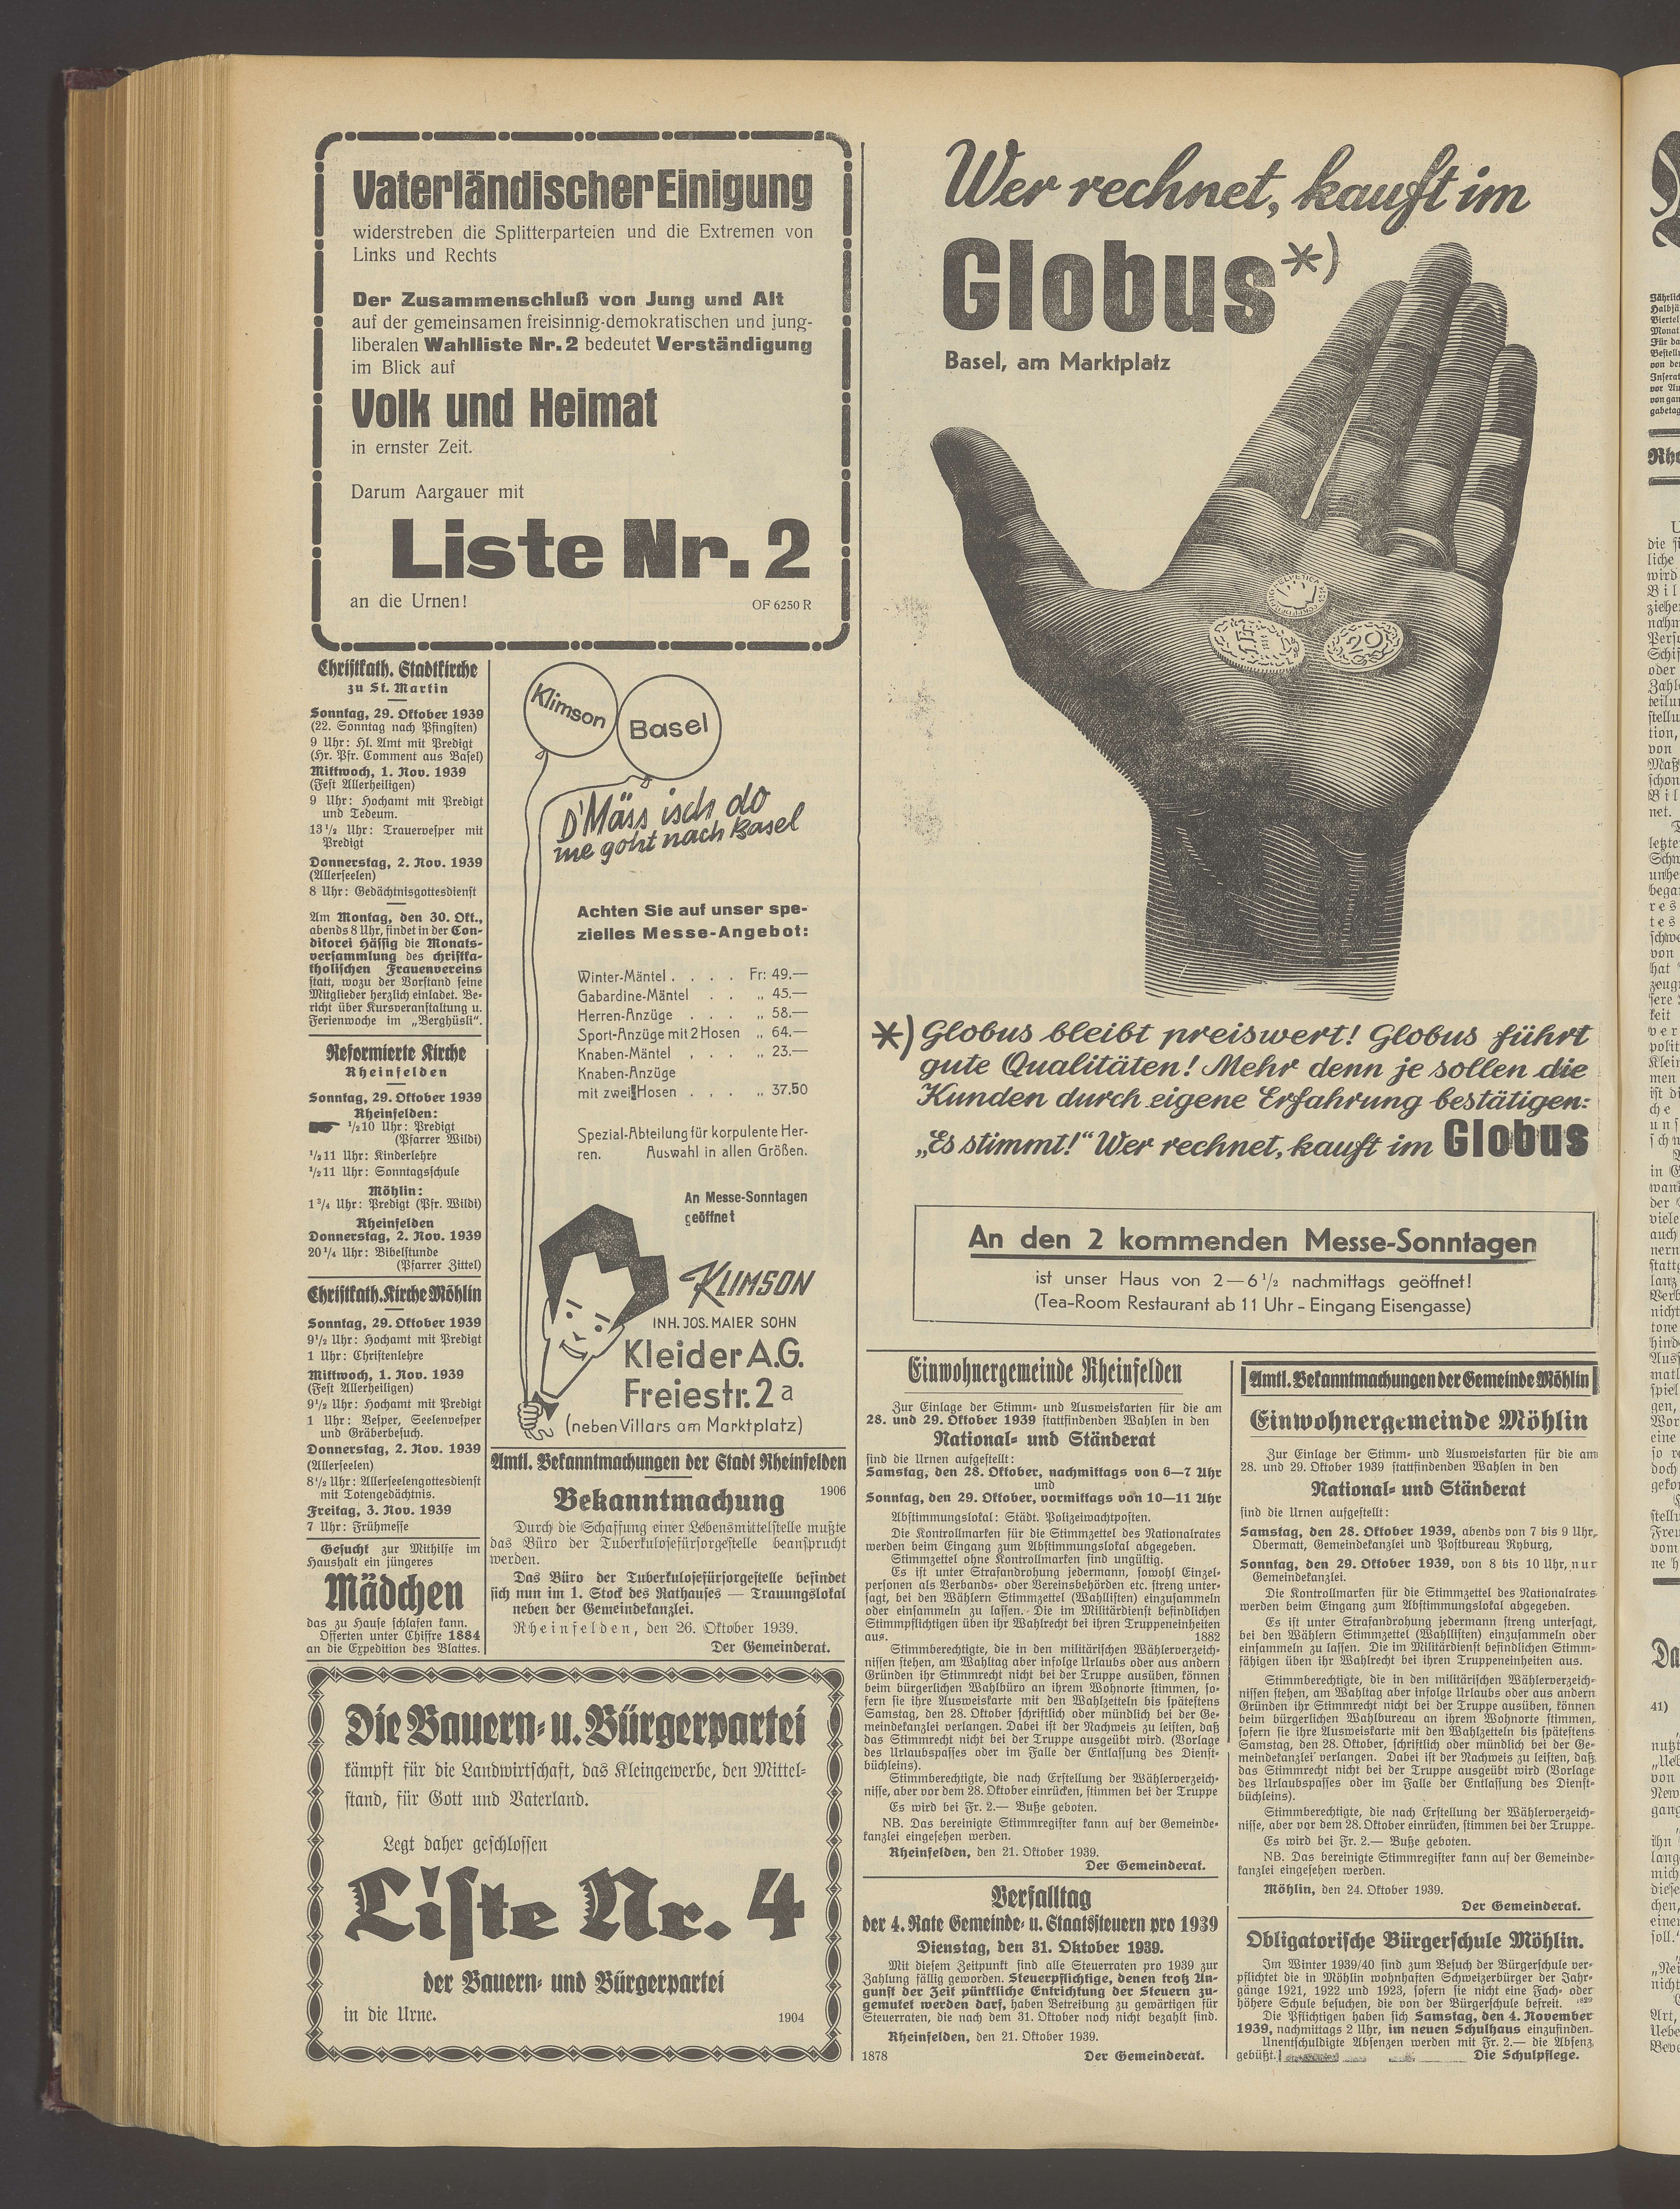 Vaterländischer Einigung
widerstreben die Splitterparteien und die Extremen von
Links und Rechts
Der Zusammenschluß von Jung und Alt
auf der gemeinsamen freisinnig-demokratischen und jung-
liberalen Wahlliste Nr. 2 bedeutet Verständigung
im Blick auf
Volk und Heimat
in ernster Zeit.
Darum Aargauer mit
Liste Nr. 2
an die Urnen!
OF 6250 R
Christkath. Stadtkirche
zu St. Martin
Sonntag, 29. Oktober 1939
(22. Sonntag nach Pfingsten)
9 Uhr: Hl. Amt mit Predigt
(Hr. Pfr. Comment aus Basel)
Mittwoch, 1. Nov. 1939
(Fest Allerheiligen)
9 Uhr: Hochamt mit Predigt
und Tedeum.
13 1/2 Uhr: Trauervesper mit
Predigt
Donnerstag, 2. Nov. 1939
(Allerseelen)
8 Uhr: Gedächtnisgottesdienst
Am Montag, den 30. Okt.,
abends 8 Uhr, findet in der Con-
ditorei Hässig die Monats-
versammlung des christka-
tholischen Frauenvereins
statt, wozu der Vorstand seine
Mitglieder herzlich einladet. Be-
richt über Kursveranstaltung u.
Ferienwoche im „Berghüsli“.
Reformierte Kirche
Rheinfelden
Sonntag, 29. Oktober 1939
Rheinfelden:
1/2 10 Uhr: Predigt
(Pfarrer Wildi)
1/2 11 Uhr: Kinderlehre
1/2 11 Uhr: Sonntagsschule
Möhlin:
1 3/4 Uhr: Predigt (Pfr. Wildi)
Rheinfelden
Donnerstag, 2. Nov. 1939
20 1/4 Uhr: Bibelstunde
(Pfarrer Zittel)
Christkath. Kirche Möhlin
Sonntag, 29. Oktober 1939
9 1/2 Uhr: Hochamt mit Predigt
1 Uhr: Christenlehre
Mittwoch, 1. Nov. 1939
(Fest Allerheiligen)
9 1/2 Uhr: Hochamt mit Predigt
1 Uhr: Vesper, Seelenvesper
und Gräberbesuch.
Donnerstag, 2. Nov. 1939
(Allerseelen)
8 1/2 Uhr: Allerseelengottesdienst
mit Totengedächtnis.
Freitag, 3. Nov. 1939
7 Uhr: Frühmesse
Gesucht zur Mithilfe im
Haushalt ein jüngeres
Mädchen
das zu Hause schlafen kann.
Offerten unter Chiffre 1884
an die Expedition des Blattes.
Klimson
Basel
D'Mäss isch do
me goht nach Basel
Achten Sie auf unser spe-
zielles Messe-Angebot:
Winter-Mäntel . . . . Fr: 49.—
Gabardine-Mäntel . . „ 45.—
Herren-Anzüge . . . „ 58.—
Sport-Anzüge mit 2 Hosen „ 64.—
Knaben-Mäntel . . . „ 23.—
Knaben-Anzüge
mit zwei Hosen . . . „ 37.50
Spezial-Abteilung für korpulente Her-
ren. Auswahl in allen Größen.
An Messe-Sonntagen
geöffnet
KLIMSON
INH. JOS. MAIER SOHN
Kleider A.G.
Freiestr. 2a
(neben Villars am Marktplatz)
Amtl. Bekanntmachungen der Stadt Rheinfelden
1906
Bekanntmachung
Durch die Schaffung einer Lebensmittelstelle mußte
das Büro der Tuberkulosefürsorgestelle beansprucht
werden.
Das Büro der Tuberkulosefürsorgestelle befindet
sich nun im 1. Stock des Rathauses — Trauungslokal
neben der Gemeindekanzlei.
Rheinfelden, den 26. Oktober 1939.
Der Gemeinderat.
Die Bauern- u. Bürgerpartei
kämpft für die Landwirtschaft, das Kleingewerbe, den Mittel-
stand, für Gott und Vaterland.
Legt daher geschlossen
Liste Nr. 4
der Bauern- und Bürgerpartei
in die Urne.
1904
Wer rechnet, kauft im
Globus*)
Basel, am Marktplatz
HELVETICA
20
*) Globus bleibt preiswert! Globus führt
gute Qualitäten! Mehr denn je sollen die
Kunden durch eigene Erfahrung bestätigen:
„Es stimmt!“ Wer rechnet, kauft im Globus
An den 2 kommenden Messe-Sonntagen
ist unser Haus von 2—6 1/2 nachmittags geöffnet!
(Tea-Room Restaurant ab 11 Uhr - Eingang Eisengasse)
Einwohnergemeinde Rheinfelden
Zur Einlage der Stimm- und Ausweiskarten für die am
28. und 29. Oktober 1939 stattfindenden Wahlen in den
National- und Ständerat
sind die Urnen aufgestellt:
Samstag, den 28. Oktober, nachmittags von 6—7 Uhr
und
Sonntag, den 29. Oktober, vormittags von 10—11 Uhr
Abstimmungslokal: Städt. Polizeiwachtposten.
Die Kontrollmarken für die Stimmzettel des Nationalrates
werden beim Eingang zum Abstimmungslokal abgegeben.
Stimmzettel ohne Kontrollmarken sind ungültig.
Es ist unter Strafandrohung jedermann, sowohl Einzel-
personen als Verbands- oder Vereinsbehörden etc. streng unter-
sagt, bei den Wählern Stimmzettel (Wahllisten) einzusammeln
oder einsammeln zu lassen. Die im Militärdienst befindlichen
Stimmpflichtigen üben ihr Wahlrecht bei ihren Truppeneinheiten
aus. 1882
Stimmberechtigte, die in den militärischen Wählerverzeich-
nissen stehen, am Wahltag aber infolge Urlaubs oder aus andern
Gründen ihr Stimmrecht nicht bei der Truppe ausüben, können
beim bürgerlichen Wahlbüro an ihrem Wohnorte stimmen, so-
fern sie ihre Ausweiskarte mit den Wahlzetteln bis spätestens
Samstag, den 28. Oktober schriftlich oder mündlich bei der Ge-
meindekanzlei verlangen. Dabei ist der Nachweis zu leisten, daß
das Stimmrecht nicht bei der Truppe ausgeübt wird. (Vorlage
des Urlaubspasses oder im Falle der Entlassung des Dienst-
büchleins).
Stimmberechtigte, die nach Erstellung der Wählerverzeich-
nisse, aber vor dem 28. Oktober einrücken, stimmen bei der Truppe
Es wird bei Fr. 2.— Buße geboten.
NB. Das bereinigte Stimmregister kann auf der Gemeinde-
kanzlei eingesehen werden.
Rheinfelden, den 21. Oktober 1939.
Der Gemeinderat.
Verfalltag
der 4. Rate Gemeinde- u. Staatssteuern pro 1939
Dienstag, den 31. Oktober 1939.
Mit diesem Zeitpunkt sind alle Steuerraten pro 1939 zur
Zahlung fällig geworden. Steuerpflichtige, denen trotz Un-
gunst der Zeit pünktliche Entrichtung der Steuern zu-
gemutet werden darf, haben Betreibung zu gewärtigen für
Steuerraten, die nach dem 31. Oktober noch nicht bezahlt sind.
Rheinfelden, den 21. Oktober 1939.
1878 Der Gemeinderat.
Amtl. Bekanntmachungen der Gemeinde Möhlin
Einwohnergemeinde Möhlin
Zur Einlage der Stimm- und Ausweiskarten für die am
28. und 29. Oktober 1939 stattfindenden Wahlen in den
National- und Ständerat
sind die Urnen aufgestellt:
Samstag, den 28. Oktober 1939, abends von 7 bis 9 Uhr,
Obermatt, Gemeindekanzlei und Postbureau Ryburg,
Sonntag, den 29. Oktober 1939, von 8 bis 10 Uhr, nur
Gemeindekanzlei.
Die Kontrollmarken für die Stimmzettel des Nationalrates
werden beim Eingang zum Abstimmungslokal abgegeben.
Es ist unter Strafandrohung jedermann streng untersagt,
bei den Wählern Stimmzettel (Wahllisten) einzusammeln oder
einsammeln zu lassen. Die im Militärdienst befindlichen Stimm-
fähigen üben ihr Wahlrecht bei ihren Truppeneinheiten aus.
Stimmberechtigte, die in den militärischen Wählerverzeich-
nissen stehen, am Wahltag aber infolge Urlaubs oder aus andern
Gründen ihr Stimmrecht nicht bei der Truppe ausüben, können
beim bürgerlichen Wahlbureau an ihrem Wohnorte stimmen,
sofern sie ihre Ausweiskarte mit den Wahlzetteln bis spätestens
Samstag, den 28. Oktober, schriftlich oder mündlich bei der Ge-
meindekanzlei verlangen. Dabei ist der Nachweis zu leisten, daß
das Stimmrecht nicht bei der Truppe ausgeübt wird (Vorlage
des Urlaubspasses oder im Falle der Entlassung des Dienst-
büchleins).
Stimmberechtigte, die nach Erstellung der Wählerverzeich-
nisse, aber vor dem 28. Oktober einrücken, stimmen bei der Truppe.
Es wird bei Fr. 2.— Buße geboten.
NB. Das bereinigte Stimmregister kann auf der Gemeinde-
kanzlei eingesehen werden.
Möhlin, den 24. Oktober 1939.
Der Gemeinderat.
Obligatorische Bürgerschule Möhlin.
Im Winter 1939/40 sind zum Besuch der Bürgerschule ver-
pflichtet die in Möhlin wohnhaften Schweizerbürger der Jahr-
gänge 1921, 1922 und 1923, sofern sie nicht eine Fach- oder
höhere Schule besuchen, die von der Bürgerschule befreit. 1829
Die Pflichtigen haben sich Samstag, den 4. November
1939, nachmittags 2 Uhr, im neuen Schulhaus einzufinden.
Unentschuldigte Absenzen werden mit Fr. 2.— die Absenz
gebüßt. Die Schulpflege.